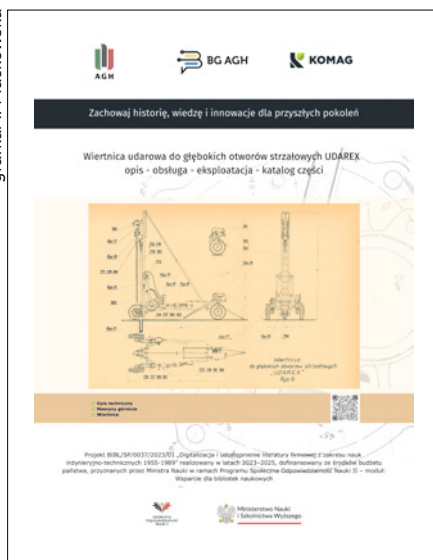 AGH
BG AGH
KOMAG
Zachowaj historię, wiedzę i innowacje dla przyszłych pokoleń
Wiertnica udarowa do głębokich otworów strzałowych UDAREX
opis - obsługa - eksploatacja - katalog części
Wiertnica
do głębokich otworów strzałowych
„UDAREX”
Opis techniczny
Maszyny górnicze
Wiertnice
Projekt BIBL/SP/0037/2023/01 „Digitalizacja i udostępnienie literatury firmowej z zakresu nauk
inżynieryjno-technicznych 1955-1989” realizowany w latach 2023–2025, dofinansowany ze środków budżetu
państwa, przyznanych przez Ministra Nauki w ramach Programu Społeczna Odpowiedzialność Nauki II – moduł:
Wsparcie dla bibliotek naukowych
Społeczna
Odpowiedzialność
Nauki II
Ministerstwo Nauki
i Szkolnictwa Wyższego